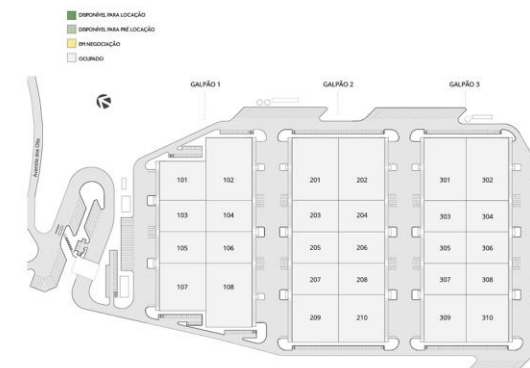 DISPONÍVEL PARA LOCAÇÃO
DISPONÍVEL PARA PRÉ LOCAÇÃO
EM NEGOCIAÇÃO
OCUPADO
GALPÃO 1
GALPÃO 2
GALPÃO 3
101 102 201 202 301 302
103 104 203 204 303 304
105 106 205 206 305 306
107 108 207 208 307 308
209 210 309 310